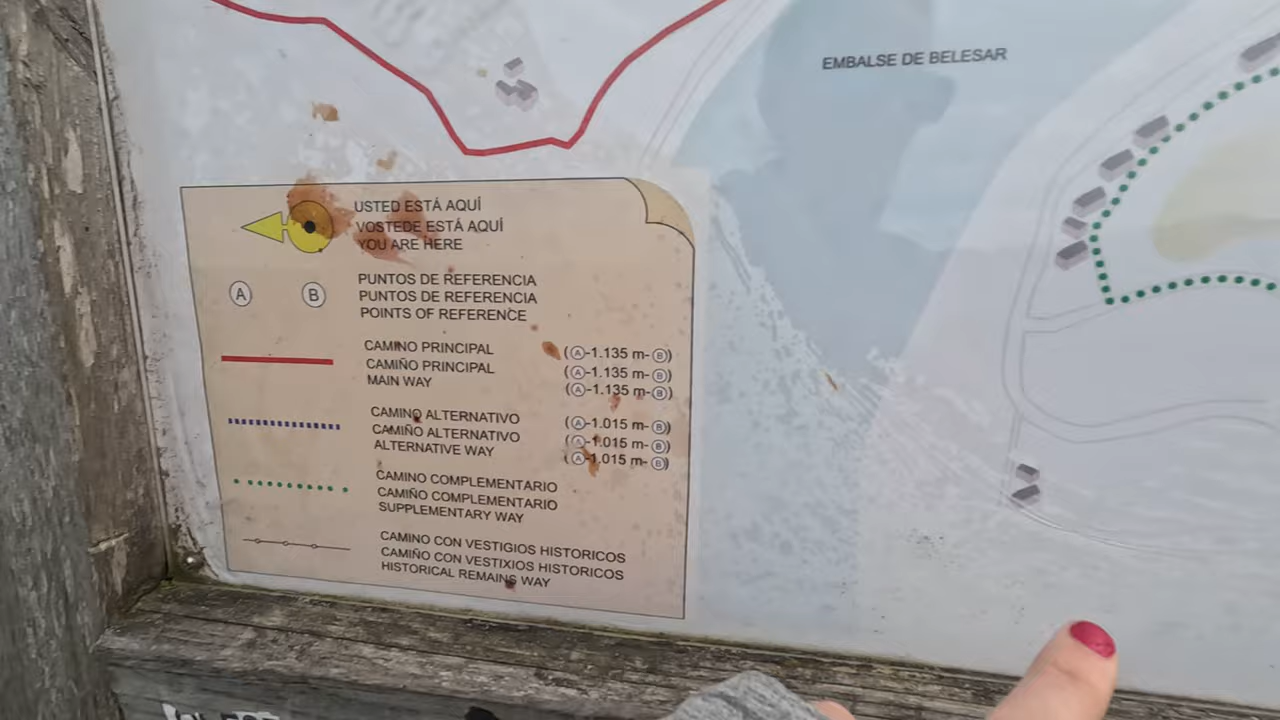 EMBALSE DE BELESAR
USTED ESTÁ AQUÍ
VOSTEDE ESTÁ AQUÍ
YOU ARE HERE
A B
PUNTOS DE REFERENCIA
PUNTOS DE REFERENCIA
POINTS OF REFERENCE
CAMINO PRINCIPAL (A-1.135 m-B)
CAMIÑO PRINCIPAL (A-1.135 m-B)
MAIN WAY (A-1.135 m-B)
CAMINO ALTERNATIVO (A-1.015 m-B)
CAMIÑO ALTERNATIVO (A-1.015 m-B)
ALTERNATIVE WAY (A-1.015 m-B)
CAMINO COMPLEMENTARIO
CAMIÑO COMPLEMENTARIO
SUPPLEMENTARY WAY
CAMINO CON VESTIGIOS HISTORICOS
CAMIÑO CON VESTIXIOS HISTORICOS
HISTORICAL REMAINS WAY